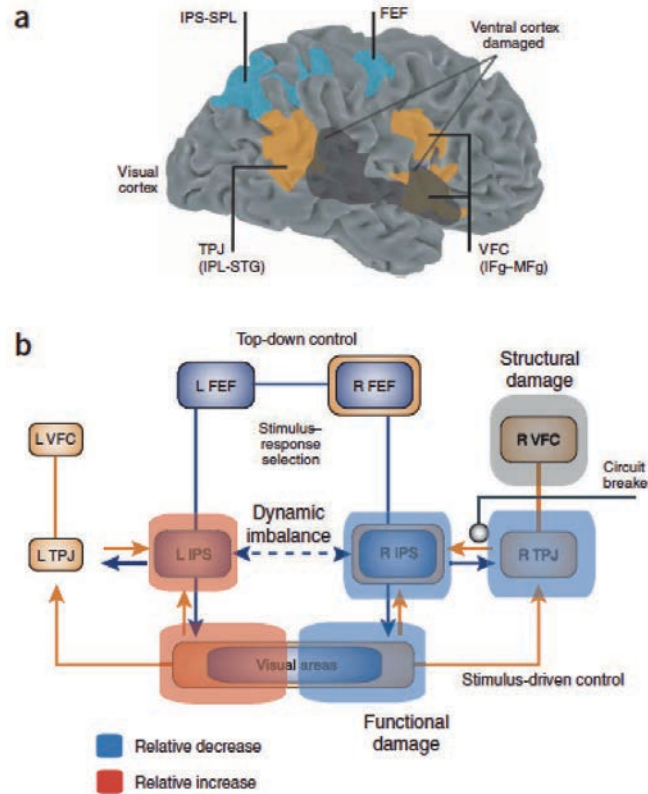 a
IPS-SPL
FEF
Ventral cortex
damaged
Visual
cortex
TPJ
(IPL-STG)
VFC
(IFg–MFg)
b
Top-down control
L FEF
R FEF
Structural
damage
L VFC
Stimulus–
response
selection
R VFC
Circuit
breake
Dynamic
imbalance
L TPJ
L IPS
R IPS
R TPJ
Visual areas
Stimulus-driven control
Functional
damage
Relative decrease
Relative increase